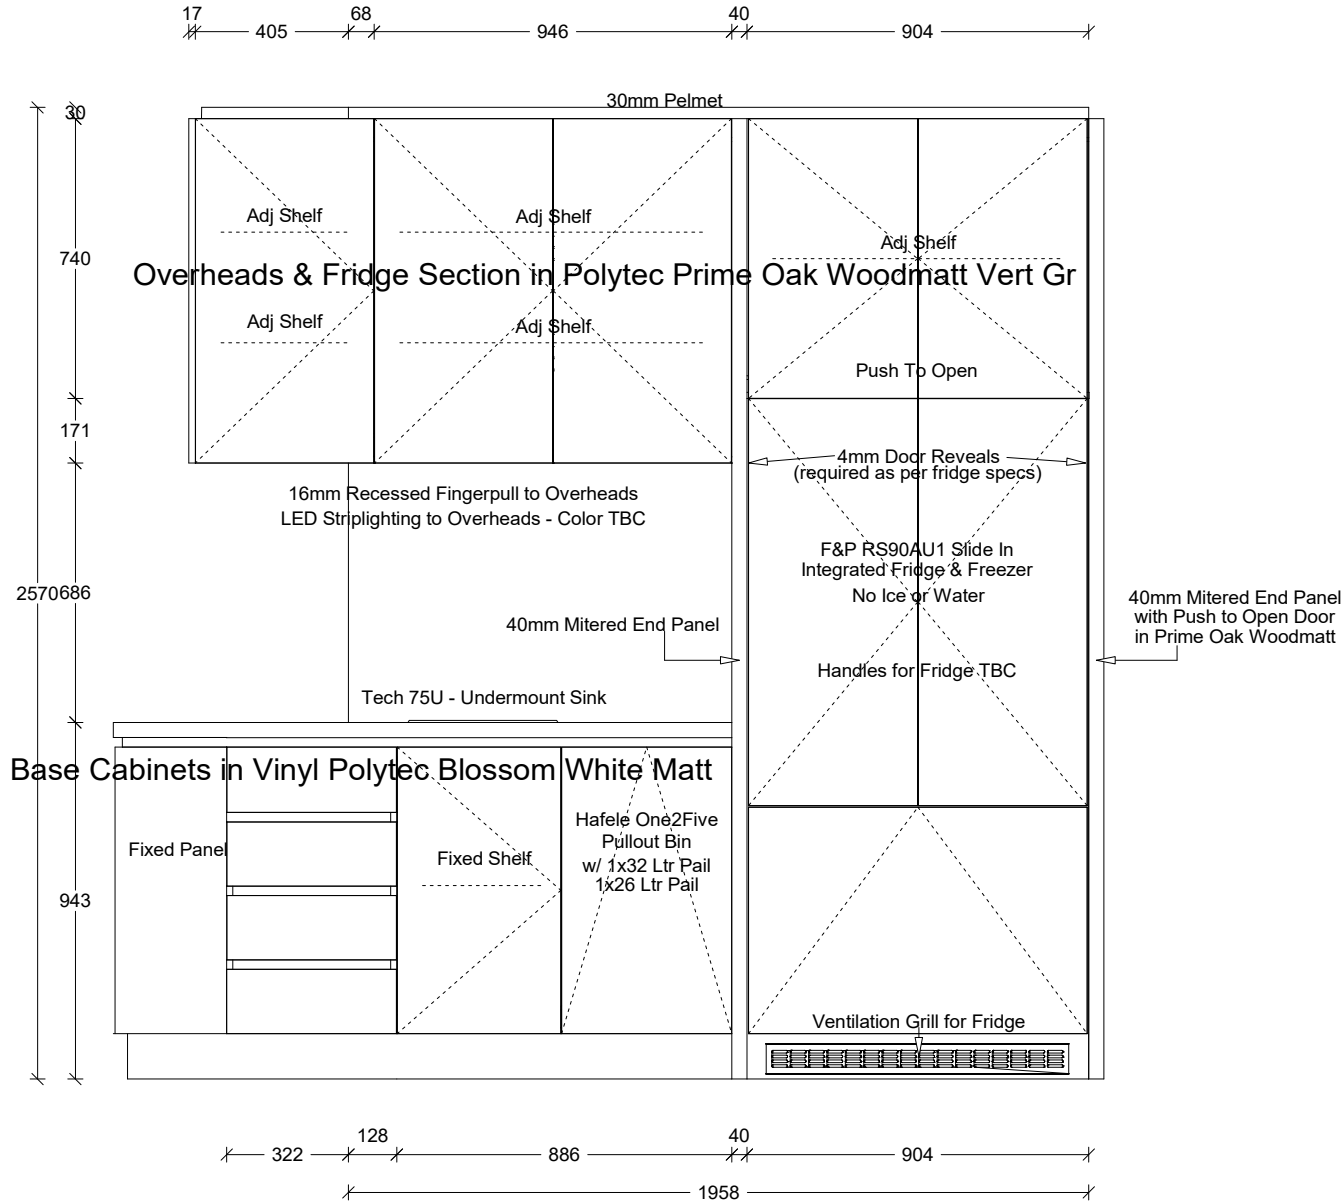 17
68
40
405
946
904
30mm Pelmet
30
Adj Shelf
Adj Shelf
Adj Shelf
740
Overheads & Fridge Section in Polytec Prime Oak Woodmatt Vert Gr
Adj Shelf
Adj Shelf
Push To Open
171
4mm Door Reveals
(required as per fridge specs)
16mm Recessed Fingerpull to Overheads
LED Striplighting to Overheads - Color TBC
F&P RS90AU1 Slide In
Integrated Fridge & Freezer
No Ice or Water
2570
686
40mm Mitered End Panel
40mm Mitered End Panel
with Push to Open Door
in Prime Oak Woodmatt
Handles for Fridge TBC
Tech 75U - Undermount Sink
Base Cabinets in Vinyl Polytec Blossom White Matt
Hafele One2Five
Pullout Bin
w/ 1x32 Ltr Pail
1x26 Ltr Pail
Fixed Panel
Fixed Shelf
943
Ventilation Grill for Fridge
128
40
322
886
904
1958